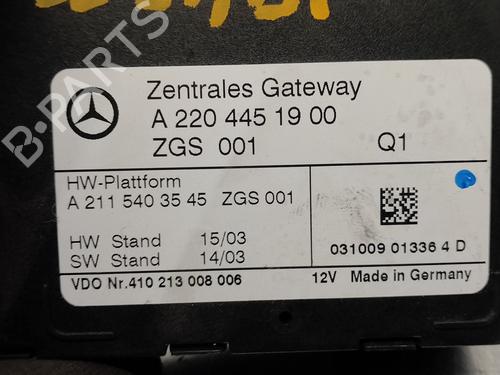 Zentrales Gateway
A 220 445 19 00
ZGS 001 Q1
HW-Plattform
A 211 540 35 45 ZGS 001
HW Stand 15/03
SW Stand 14/03
031009 01336 4 D
VDO Nr.410 213 008 006 12V Made in Germany